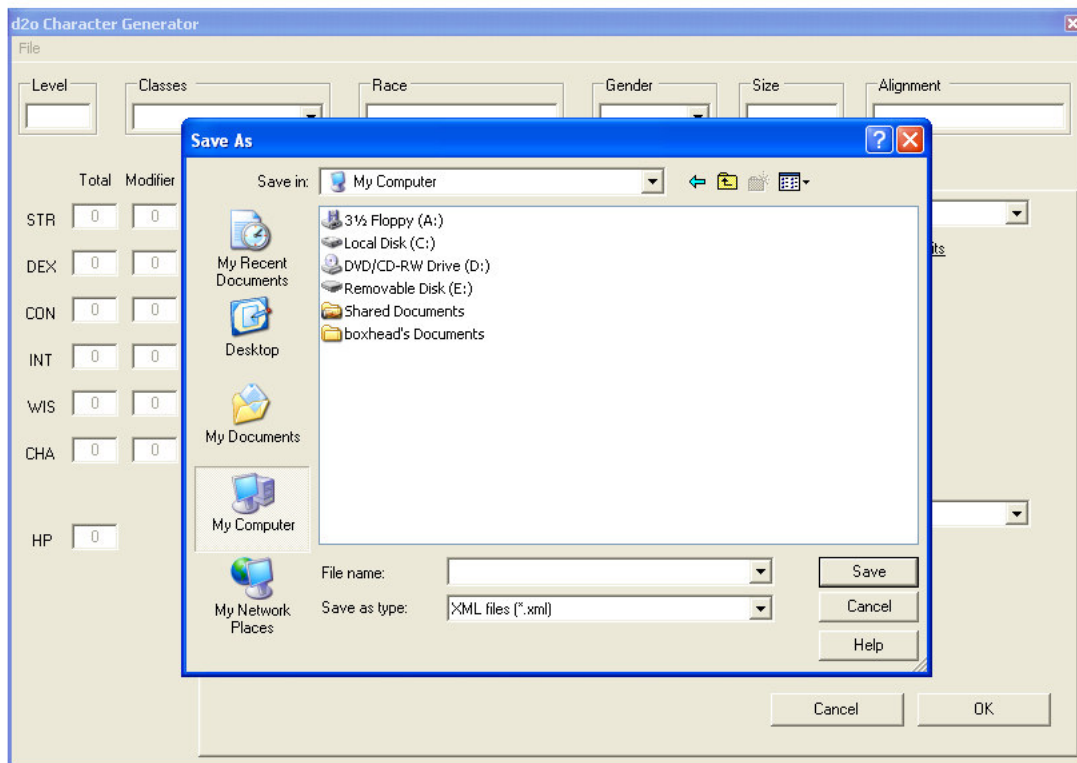 d2o Character Generator
File
Level Classes Race Gender Size Alignment
Save As
Total Modifier Save in: My Computer
STR 0 0
DEX 0 0
CON 0 0
INT 0 0
WIS 0 0
CHA 0 0
HP 0
My Recent
Documents
Desktop
My Documents
My Computer
My Network
Places
3½ Floppy (A:)
Local Disk (C:)
DVD/CD-RW Drive (D:)
Removable Disk (E:)
Shared Documents
boxhead's Documents
its
File name: Save
Save as type: XML files (*.xml) Cancel
Help
Cancel OK